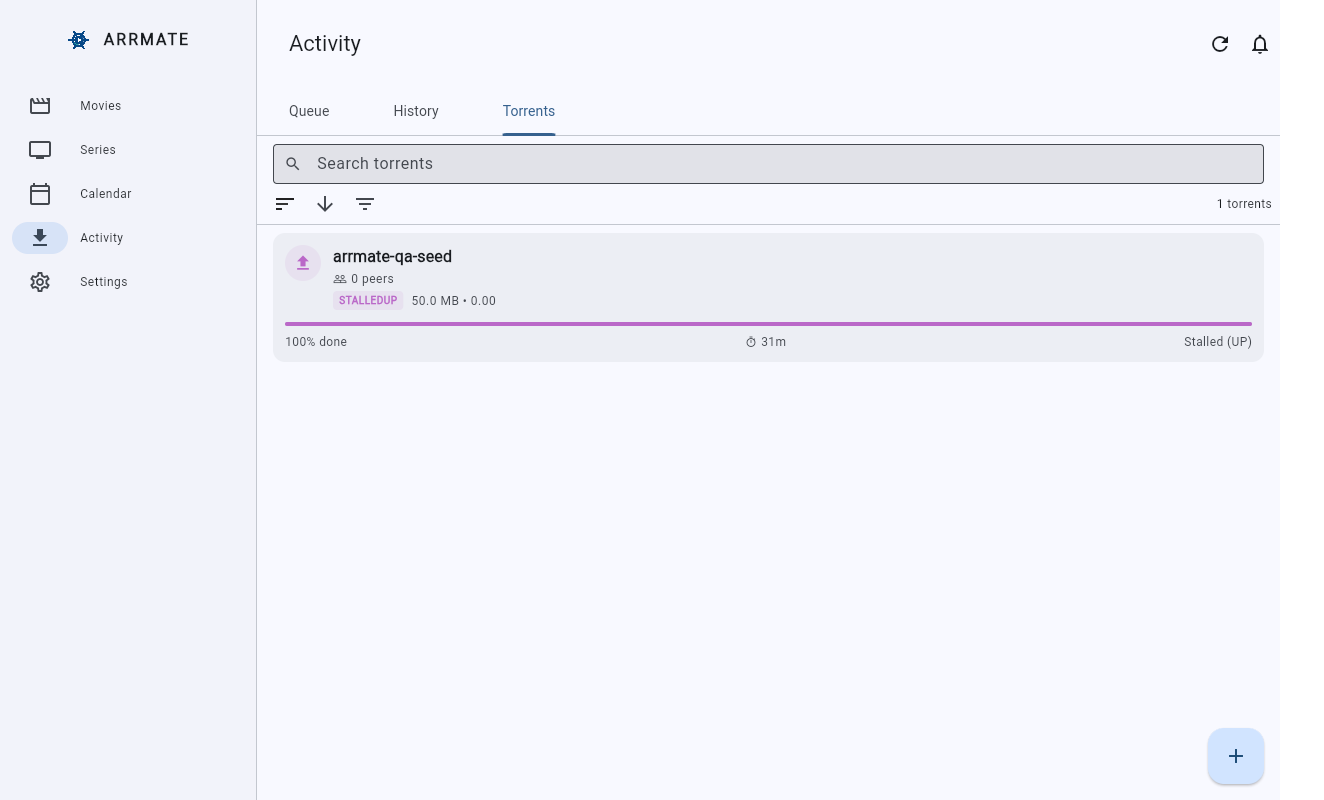 ARRMATE
Movies
Series
Calendar
Activity
Settings
Activity
Queue History Torrents
Search torrents
1 torrents
arrmate-qa-seed
0 peers
STALLEDUP 50.0 MB • 0.00
100% done 31m Stalled (UP)